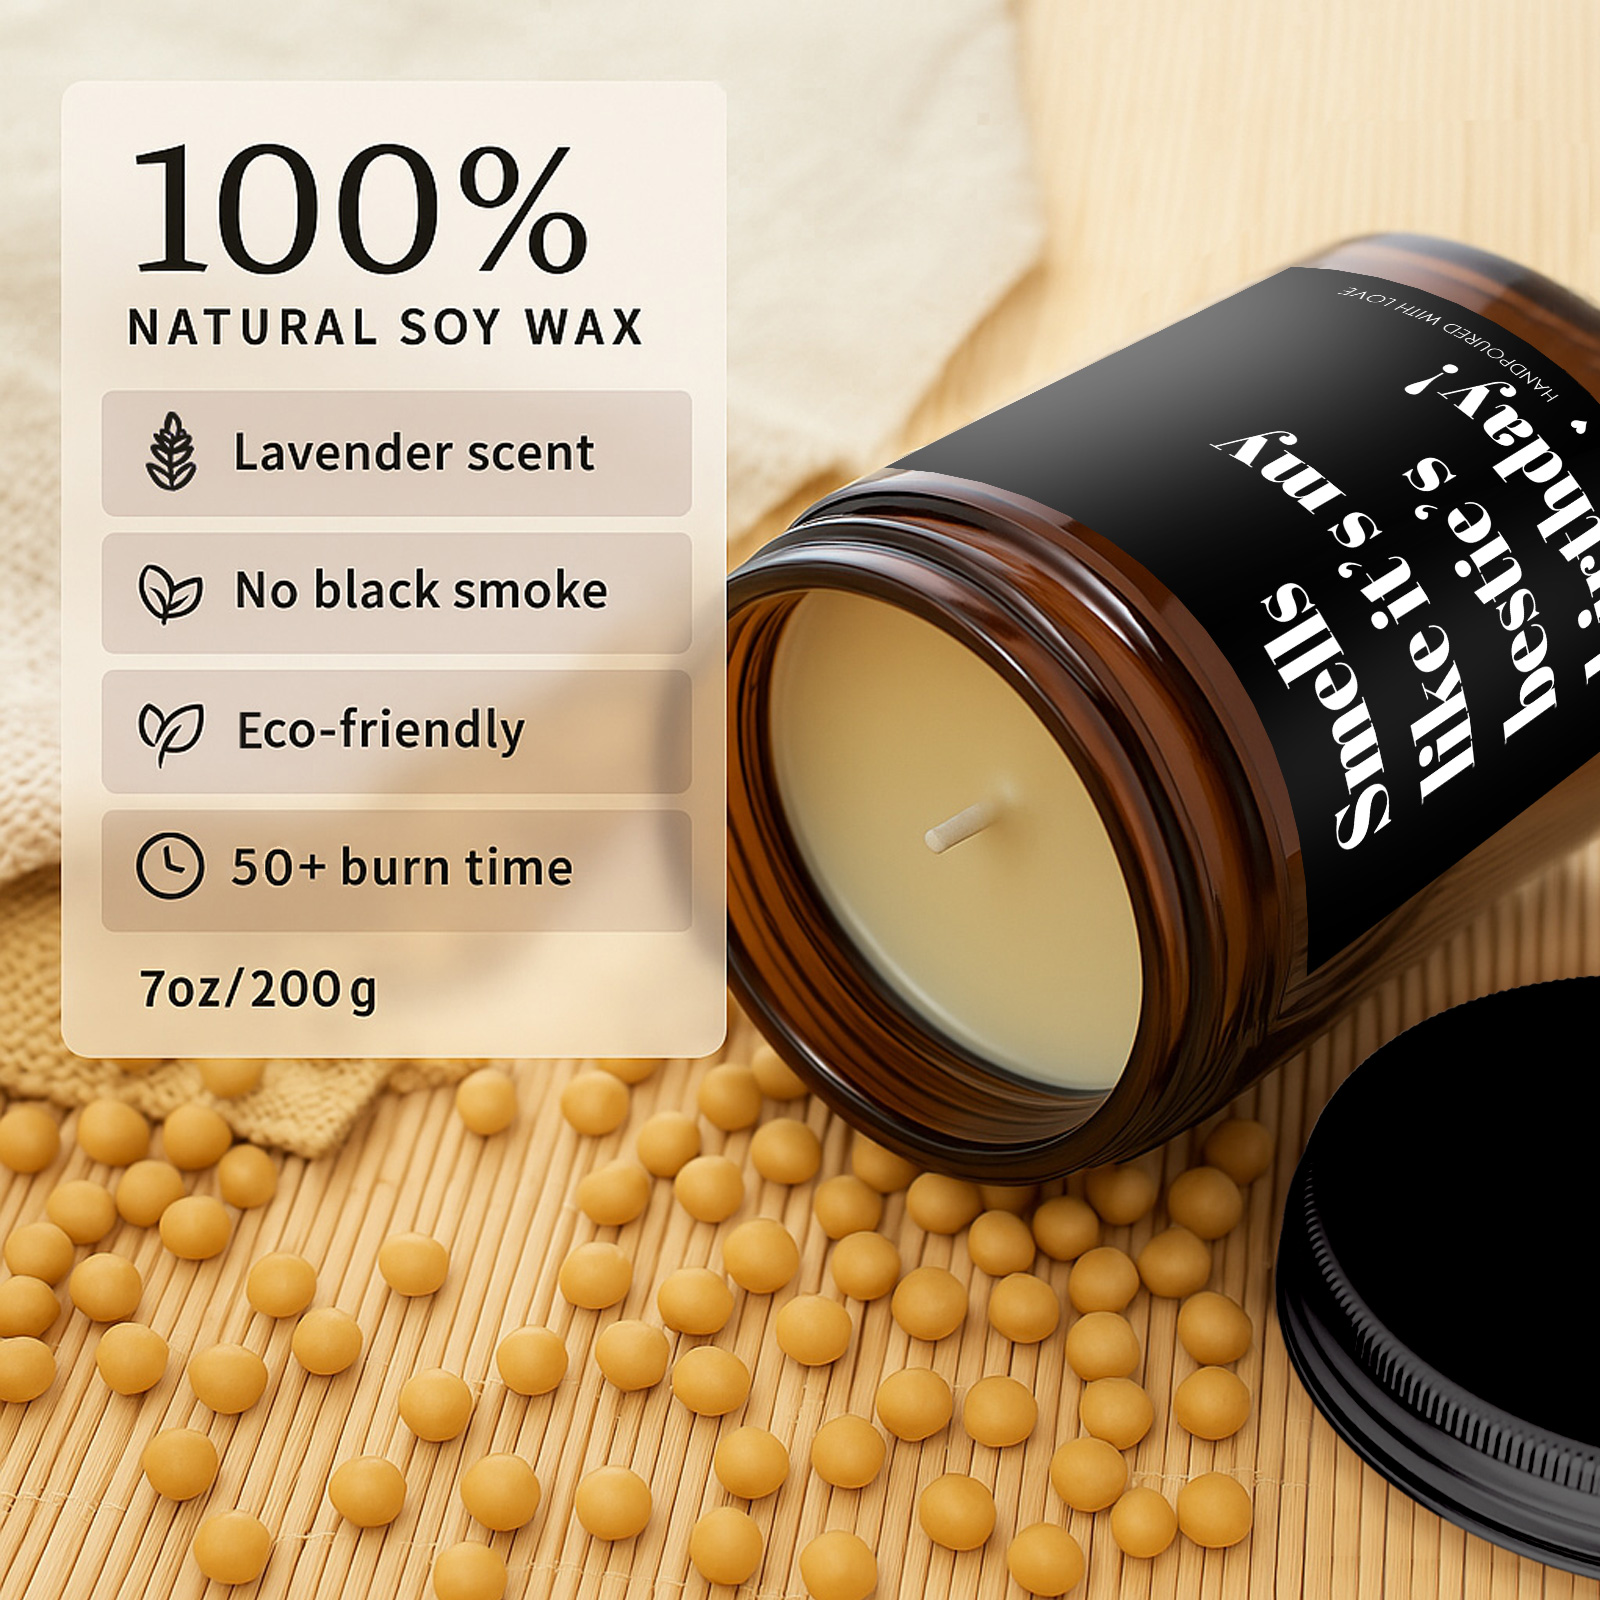 100%
NATURAL SOY WAX
Lavender scent
No black smoke
Eco-friendly
50+ burn time
7oz/200g
Smells
like it's my
bestie's
birthday!
HANDPOURED WITH LOVE